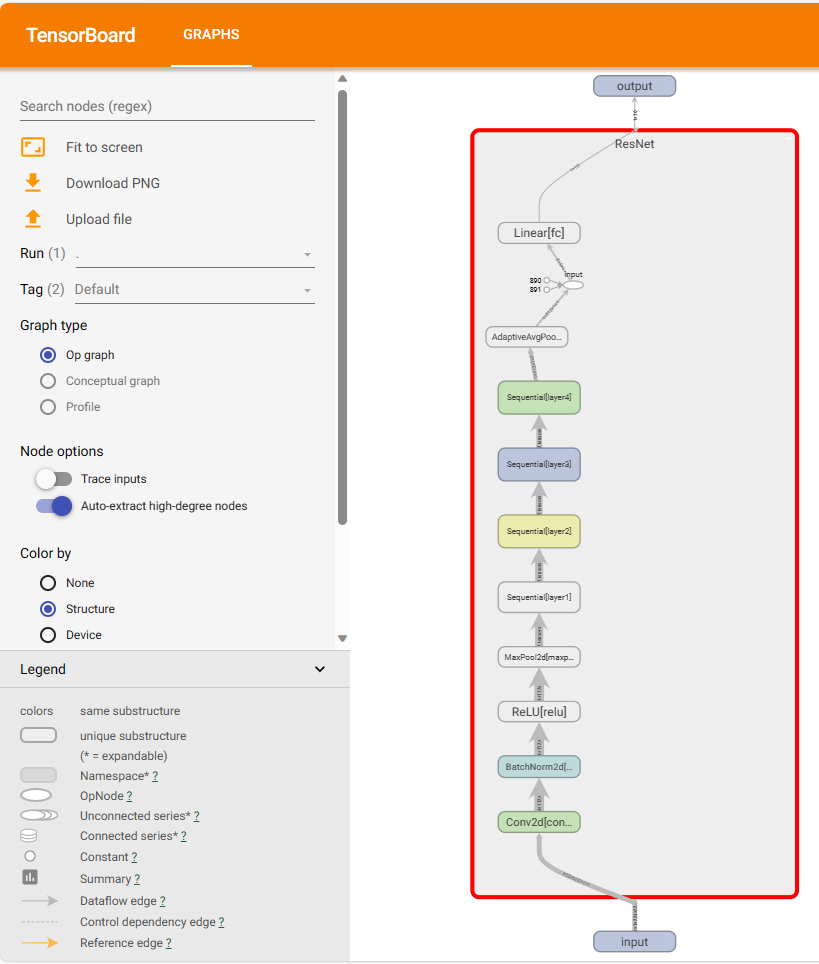 TensorBoard
GRAPHS
Search nodes (regex)
Fit to screen
Download PNG
Upload file
Run (1) .
Tag (2) Default
Graph type
Op graph
Conceptual graph
Profile
Node options
Trace inputs
Auto-extract high-degree nodes
Color by
None
Structure
Device
Legend
colors same substructure
unique substructure
(* = expandable)
Namespace* ?
OpNode ?
Unconnected series* ?
Connected series* ?
Constant ?
Summary ?
Dataflow edge ?
Control dependency edge ?
Reference edge ?
output
ResNet
Linear[fc]
input
890
891
AdaptiveAvgPoo...
Sequential[layer4]
Sequential[layer3]
Sequential[layer2]
Sequential[layer1]
MaxPool2d[maxp...
ReLU[relu]
BatchNorm2d[...
Conv2d[con...
input